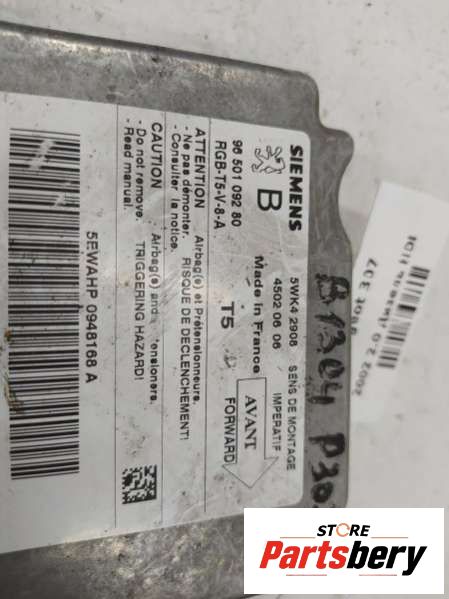 SIEMENS
B
96 501 092 80
RGB-T5-V-8-A
5WK4 2908
4502 06 06
Made in France
T5
SENS DE MONTAGE
IMPERATIF
AVANT
FORWARD
ATTENTION
- Ne pas démonter.
- Consulter la notice.
Airbag(s) et Prétensionneurs.
RISQUE DE DECLENCHEMENT!
CAUTION
- Do not remove.
- Read manual.
Airbag(s) and Tensioners.
TRIGGERING HAZARD!
5EWAHP 0948168 A
B1304
STORE
Partsbery